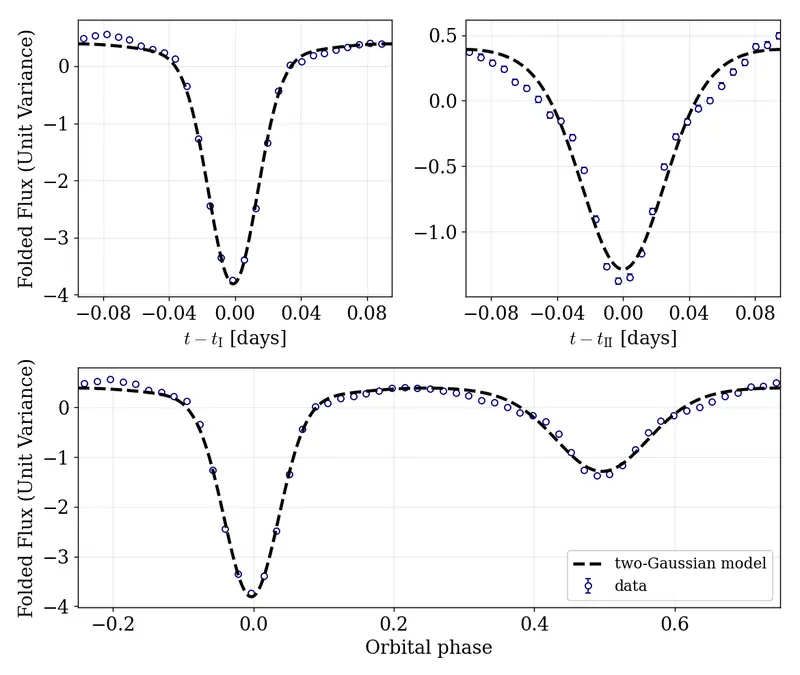 Folded Flux (Unit Variance)
0
−1
−2
−3
−4
−0.08 −0.04 0.00 0.04 0.08
t − t_I [days]
0.5
0.0
−0.5
−1.0
−0.08 −0.04 0.00 0.04 0.08
t − t_II [days]
Folded Flux (Unit Variance)
0
−1
−2
−3
−4
−0.2 0.0 0.2 0.4 0.6
Orbital phase
two-Gaussian model
data